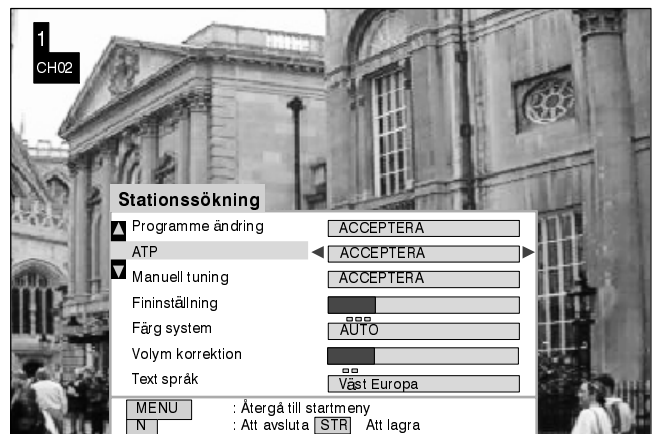 1
CH02
Stationssökning
Programme ändring ACCEPTERA
ATP ACCEPTERA
Manuell tuning ACCEPTERA
Fininställning
Färg system AUTO
Volym korrektion
Text språk Väst Europa
MENU : Återgå till startmeny
N : Att avsluta STR Att lagra